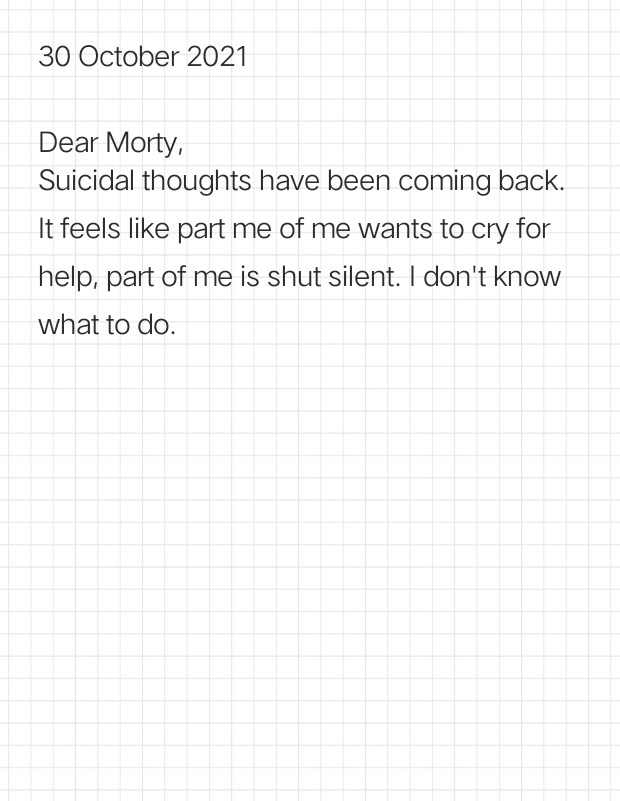 30 October 2021
Dear Morty,
Suicidal thoughts have been coming back.
It feels like part me of me wants to cry for
help, part of me is shut silent. I don't know
what to do.